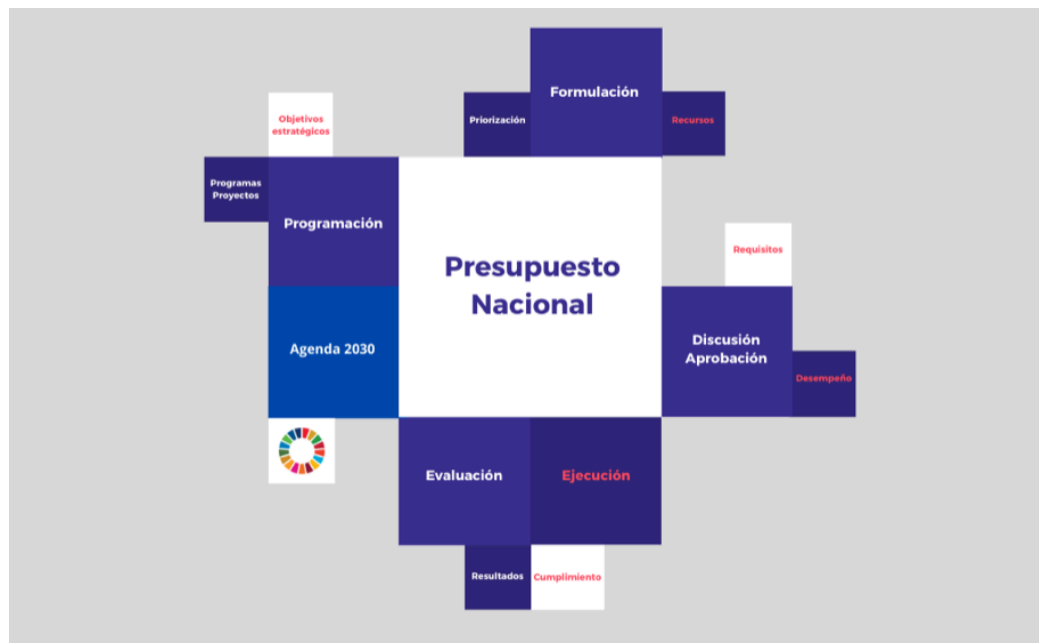 Formulación
Priorización
Recursos
Objetivos
estratégicos
Programas
Proyectos
Programación
Presupuesto
Nacional
Requisitos
Agenda 2030
Discusión
Aprobación
Desempeño
Evaluación
Ejecución
Resultados
Cumplimiento